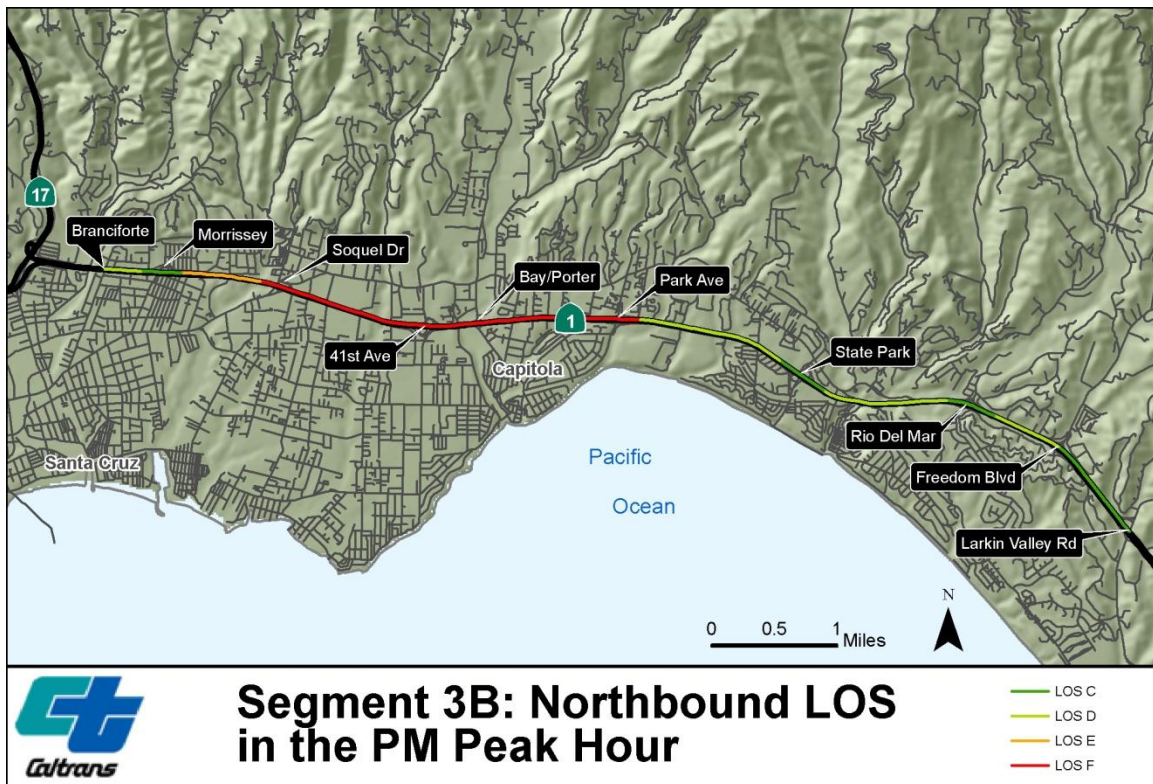 17
Branciforte
Morrissey
Soquel Dr
Bay/Porter
Park Ave
1
41st Ave
Capitola
State Park
Rio Del Mar
Santa Cruz
Pacific
Ocean
Freedom Blvd
Larkin Valley Rd
N
0 0.5 1
Miles
Caltrans
Segment 3B: Northbound LOS
in the PM Peak Hour
LOS C
LOS D
LOS E
LOS F